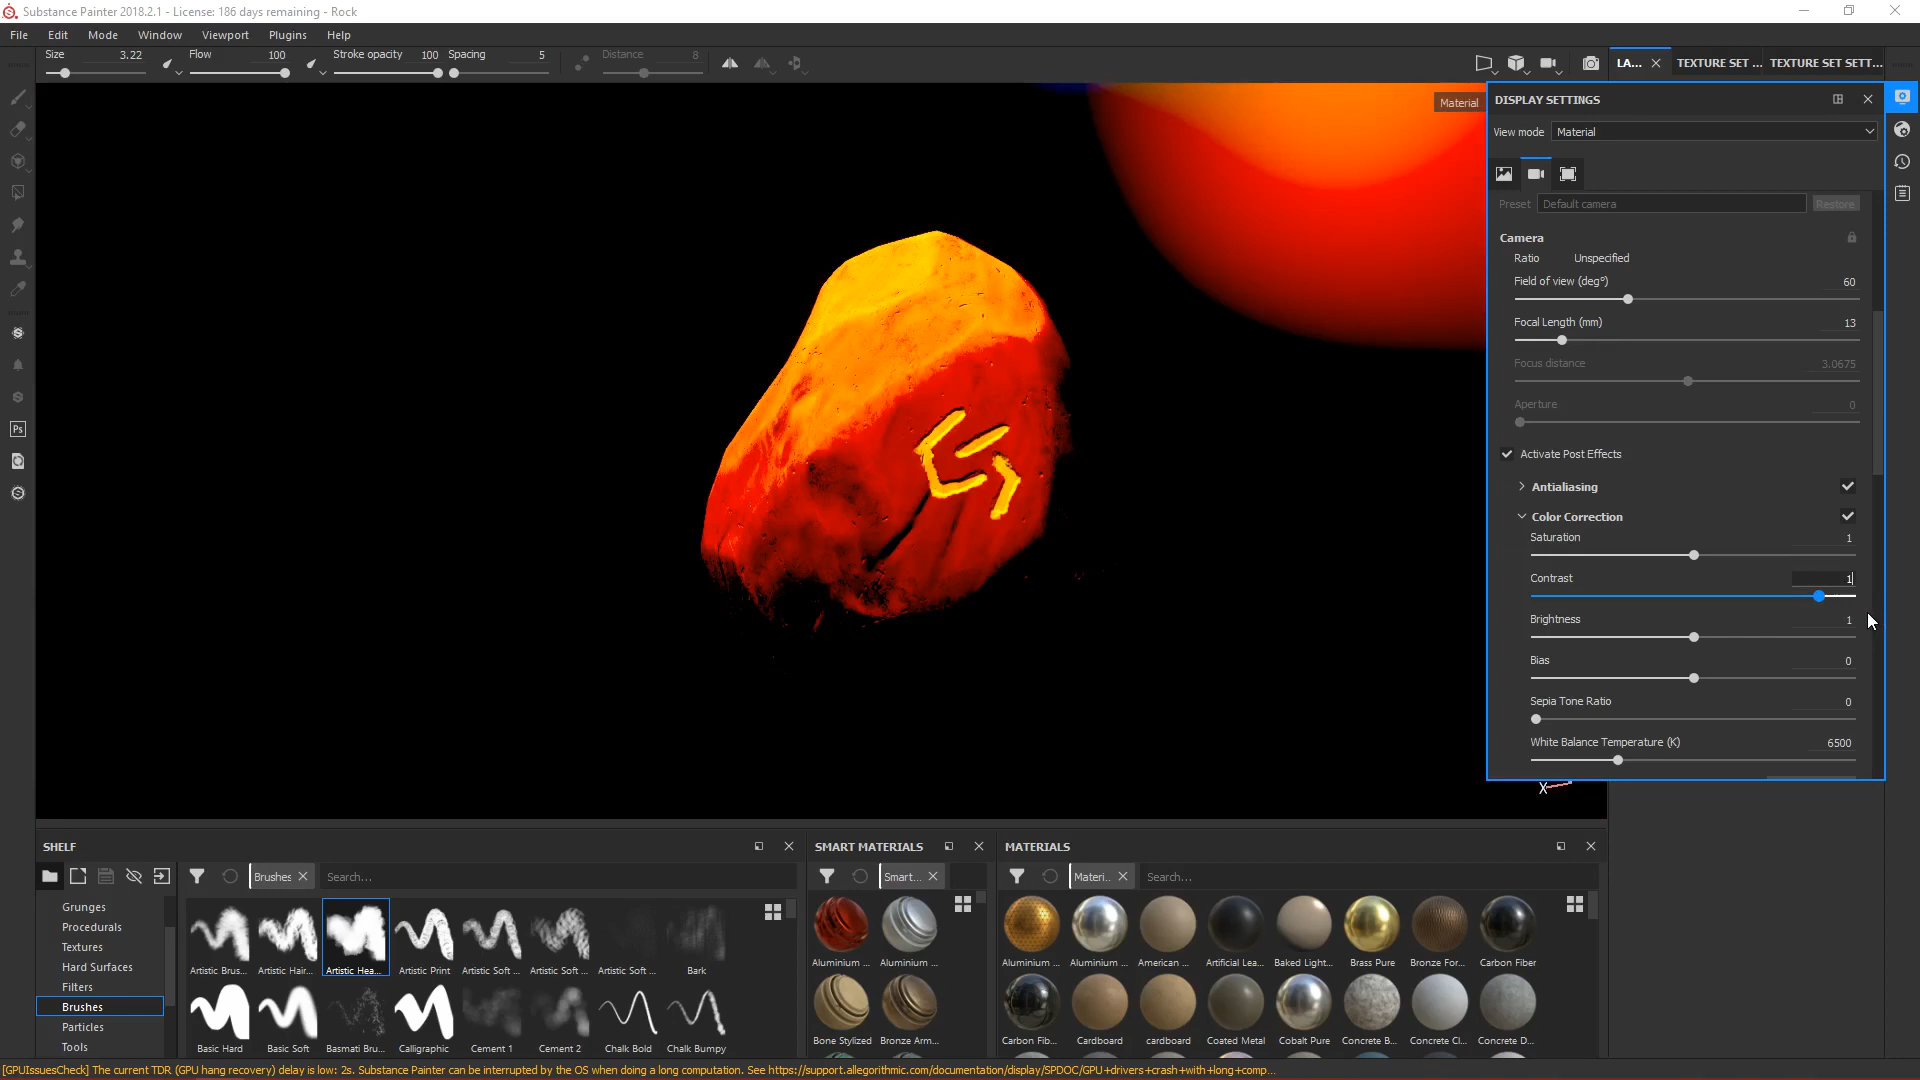 Substance Painter 2018.2.1 - License: 186 days remaining - Rock
File Edit Mode Window Viewport Plugins Help
Size 3.22 Flow 100 Stroke opacity 100 Spacing 5 Distance 8
LA... TEXTURE SET ... TEXTURE SET SETT...
Material
DISPLAY SETTINGS
View mode Material
Preset Default camera Restore
Camera
Ratio Unspecified
Field of view (deg°) 60
Focal Length (mm) 13
Focus distance 3.0675
Aperture 0
Activate Post Effects
Antialiasing
Color Correction
Saturation 1
Contrast 1
Brightness 1
Bias 0
Sepia Tone Ratio 0
White Balance Temperature (K) 6500
X
SHELF
Brushes Search...
Grunges
Procedurals
Textures
Hard Surfaces
Filters
Brushes
Particles
Tools
Artistic Brus... Artistic Hair... Artistic Hea... Artistic Print Artistic Soft ... Artistic Soft ... Artistic Soft ... Bark
Basic Hard Basic Soft Basmati Bru... Calligraphic Cement 1 Cement 2 Chalk Bold Chalk Bumpy
SMART MATERIALS
Smart...
Aluminium ... Aluminium ...
Bone Stylized Bronze Arm...
MATERIALS
Materi... Search...
Aluminium ... Aluminium ... American ... Artificial Lea... Baked Light... Brass Pure Bronze For... Carbon Fiber
Carbon Fib... Cardboard cardboard Coated Metal Cobalt Pure Concrete B... Concrete Cl... Concrete D...
Ps
[GPUIssuesCheck] The current TDR (GPU hang recovery) delay is low: 2s. Substance Painter can be interrupted by the OS when doing a long computation. See https://support.allegorithmic.com/documentation/display/SPDOC/GPU+drivers+crash+with+long+comp...